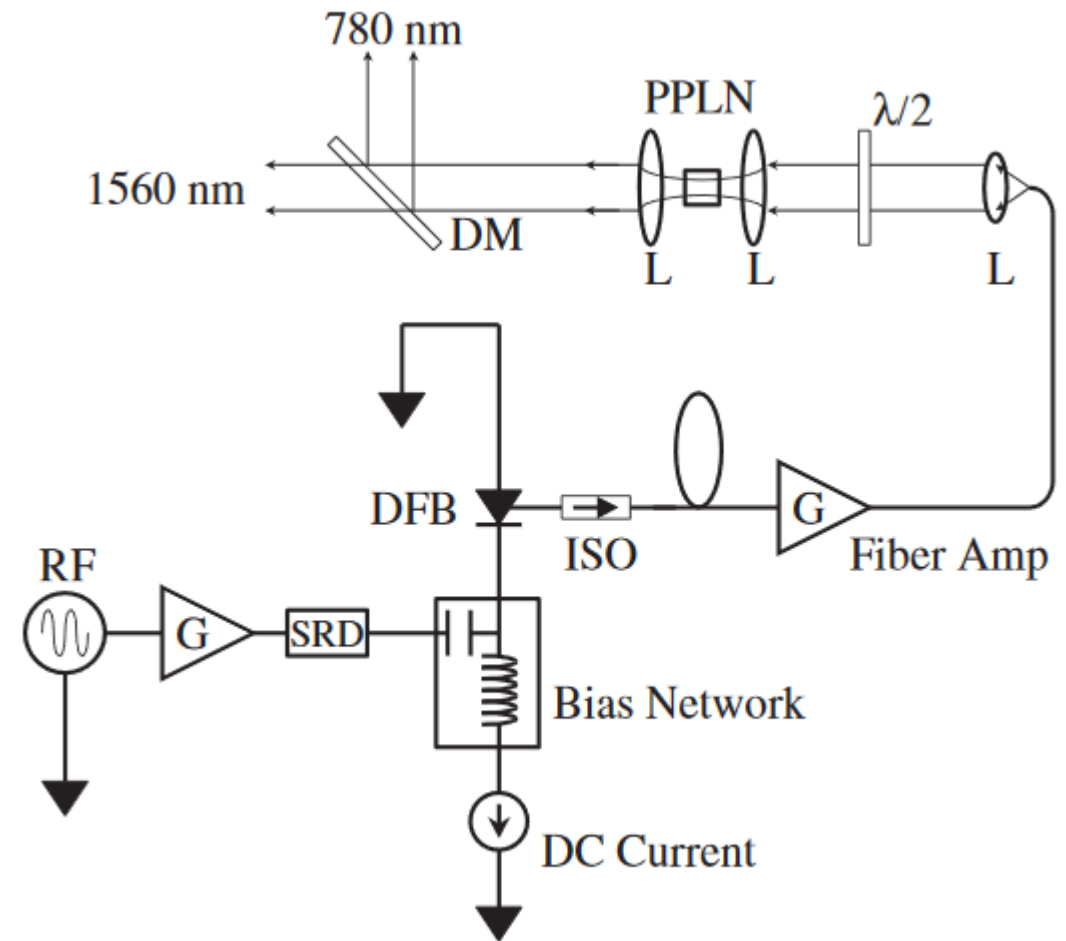 780 nm
PPLN
λ/2
1560 nm
DM
L
L
L
DFB
ISO
G
Fiber Amp
RF
G
SRD
Bias Network
DC Current